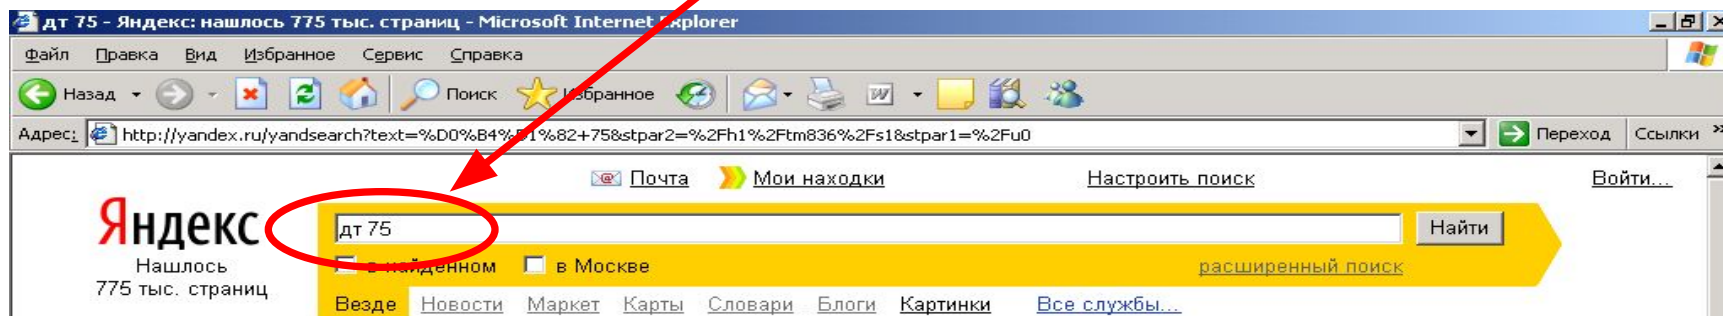 дт 75 - Яндекс: нашлось 775 тыс. страниц - Microsoft Internet Explorer
Файл Правка Вид Избранное Сервис Справка
Назад Поиск Избранное
Адрес: http://yandex.ru/yandsearch?text=%D0%B4%D1%82+75&stpar2=%2Fh1%2Ftm836%2Fs1&stpar1=%2Fu0 Переход Ссылки »
Почта Мои находки Настроить поиск Войти...
Яндекс дт 75 Найти
Нашлось в найденном в Москве расширенный поиск
775 тыс. страниц
Везде Новости Маркет Карты Словари Блоги Картинки Все службы...